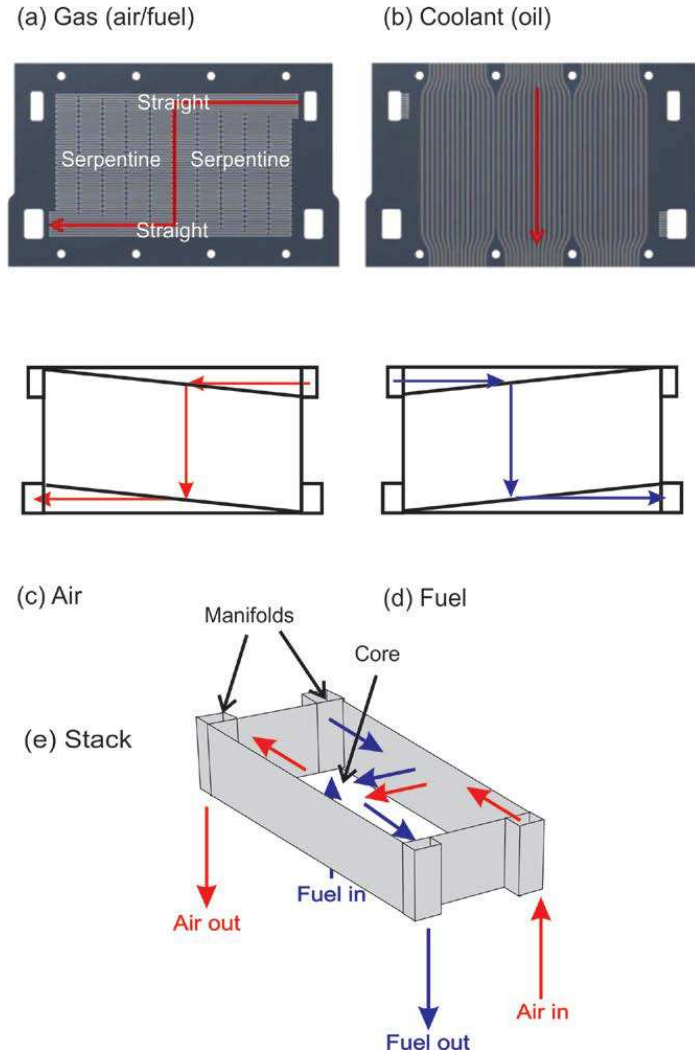 (a) Gas (air/fuel)
(b) Coolant (oil)
Straight
Serpentine
Serpentine
Straight
(c) Air
(d) Fuel
Manifolds
Core
(e) Stack
Fuel in
Air out
Air in
Fuel out